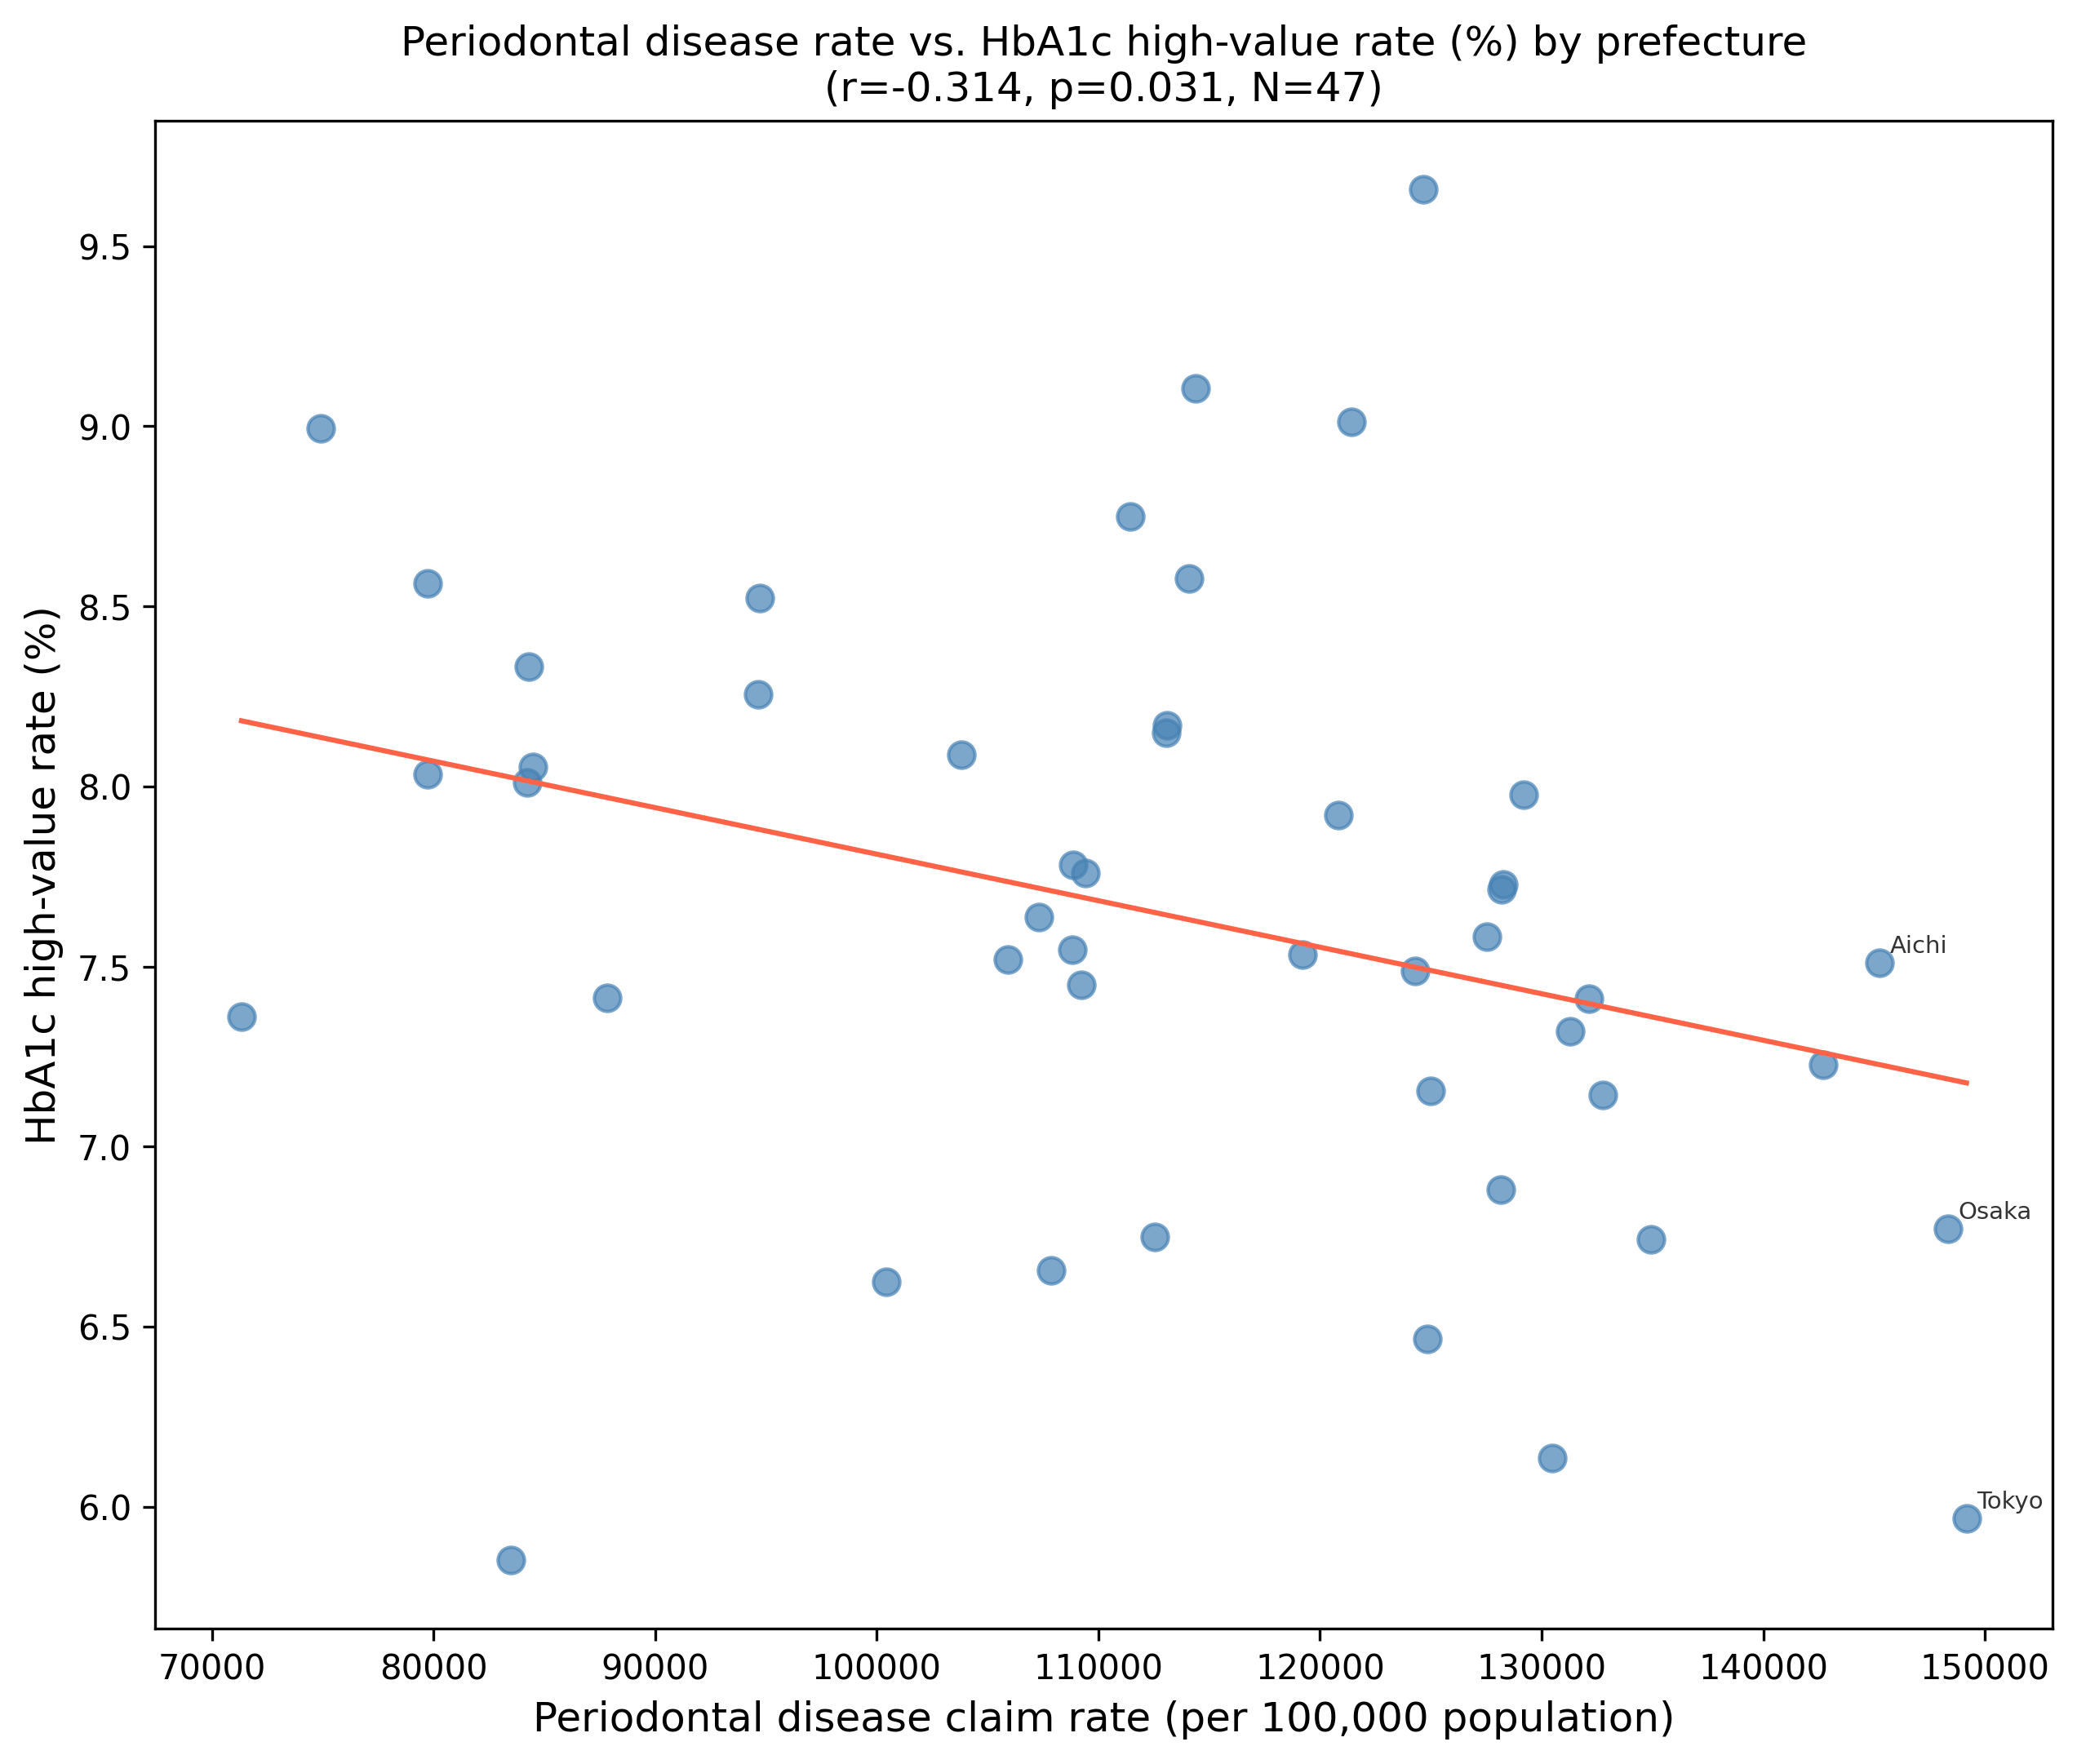 Periodontal disease rate vs. HbA1c high-value rate (%) by prefecture
(r=-0.314, p=0.031, N=47)
HbA1c high-value rate (%)
9.5
9.0
8.5
8.0
7.5
7.0
6.5
6.0
Aichi
Osaka
Tokyo
70000 80000 90000 100000 110000 120000 130000 140000 150000
Periodontal disease claim rate (per 100,000 population)